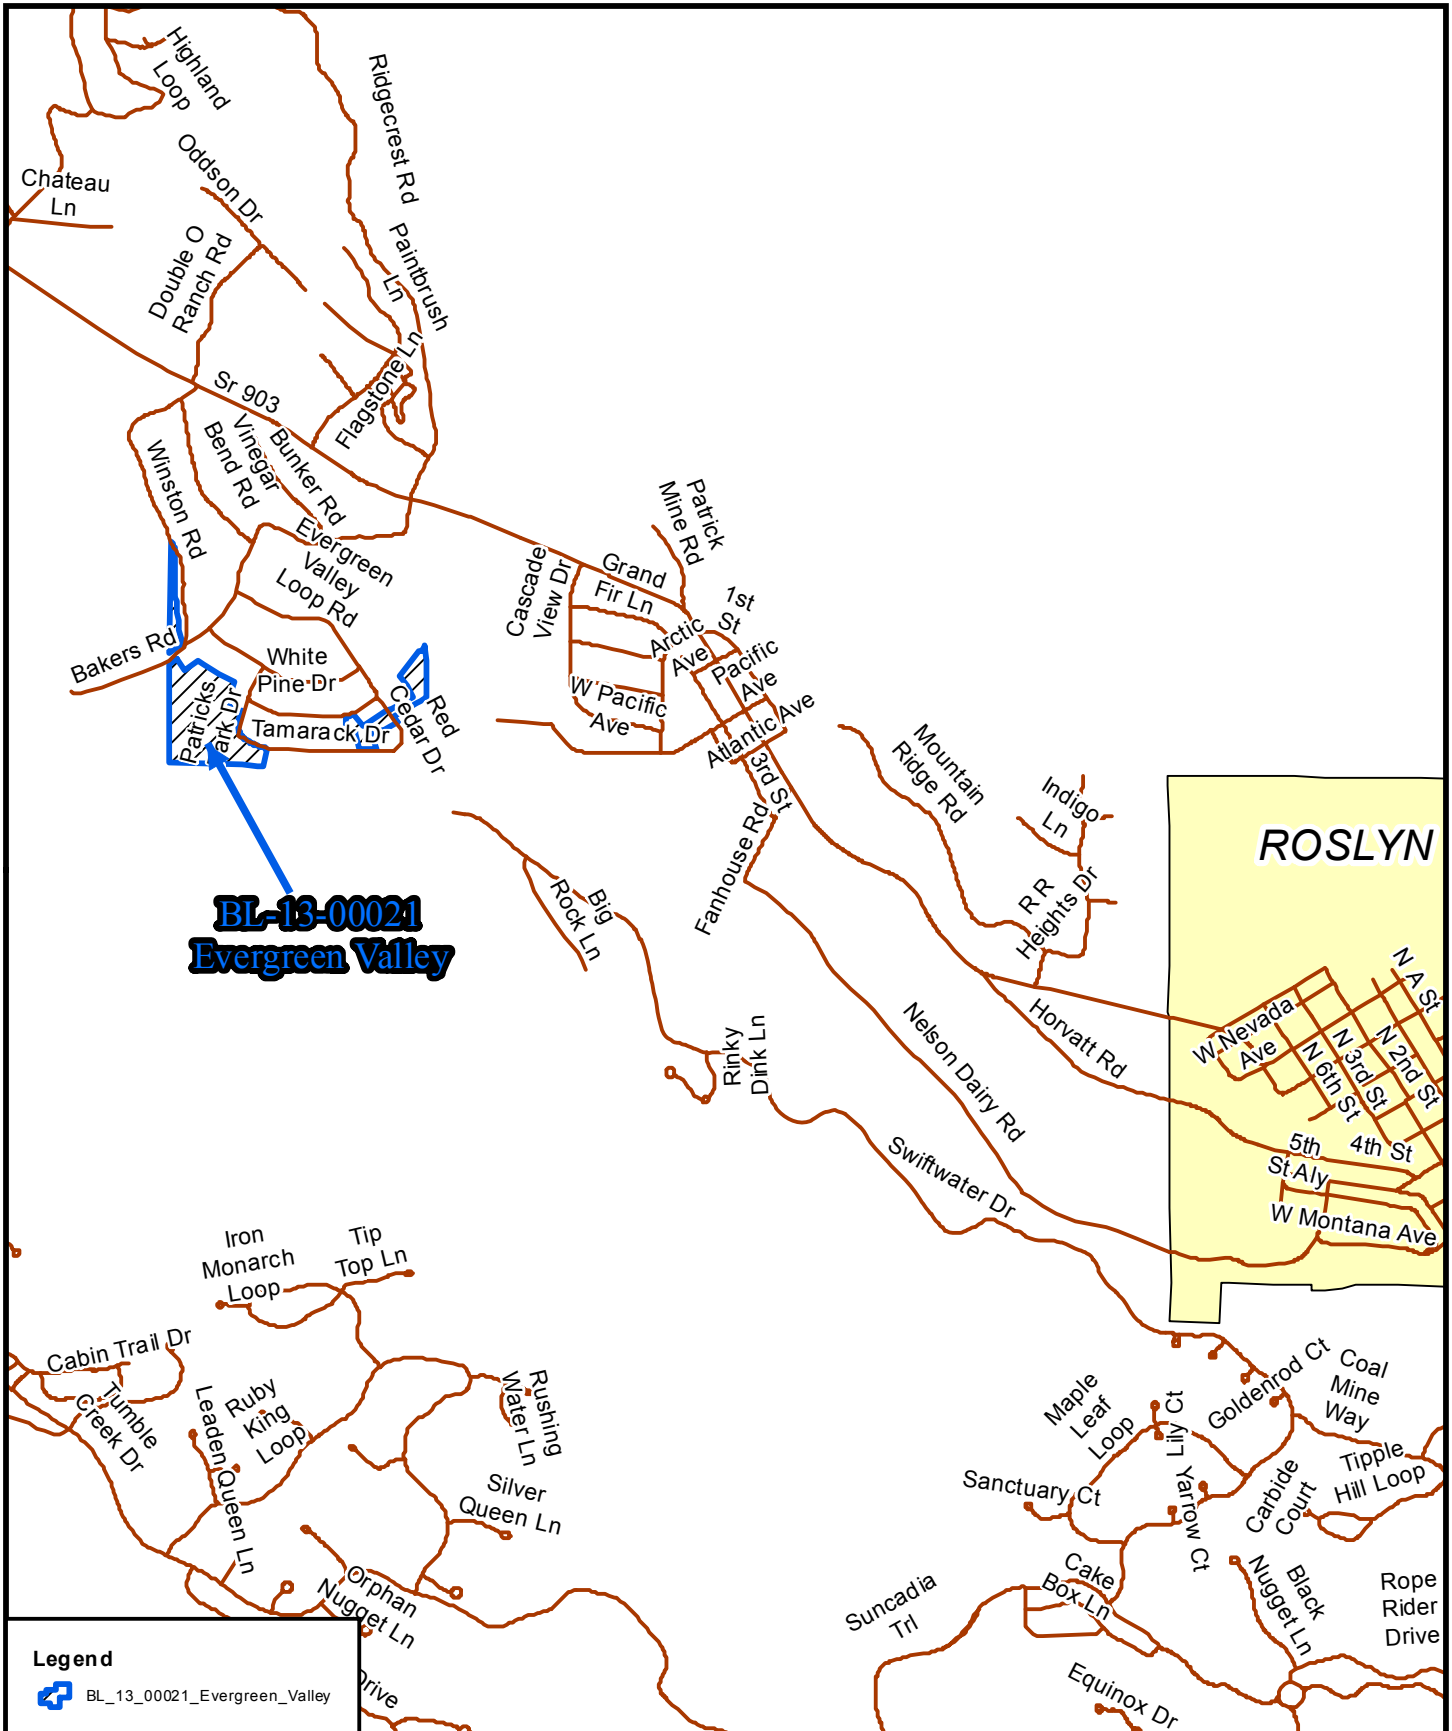 Highland
Loop
Ridgecrest Rd
Oddson Dr
Chateau
Ln
Double O
Ranch Rd
Paintbrush
Ln
Flagstone Ln
Sr 903
Vinegar
Bend Rd
Bunker Rd
Winston Rd
Evergreen
Valley
Loop Rd
Patrick
Mine Rd
Cascade
View Dr
Grand
Fir Ln
1st
St
Arctic
Ave
Pacific
Ave
Bakers Rd
White
Pine Dr
W Pacific
Ave
Patricks
Park Dr
Tamarack Dr
Red
Cedar Dr
Atlantic Ave
3rd St
Mountain
Ridge Rd
Indigo
Ln
Fanhouse Rd
ROSLYN
BL-13-00021
Evergreen Valley
Big
Rock Ln
R R
Heights Dr
N A St
W Nevada
Ave
N 6th St
N 3rd St
N 2nd St
Rinky
Dink Ln
Nelson Dairy Rd
Horvatt Rd
5th
St Aly
4th St
Swiftwater Dr
W Montana Ave
Iron
Monarch
Loop
Tip
Top Ln
Cabin Trail Dr
Tumble
Creek Dr
Leaden Queen Ln
Ruby
King
Loop
Rushing
Water Ln
Maple
Leaf
Loop
Lily Ct
Goldenrod Ct
Coal
Mine
Way
Silver
Queen Ln
Sanctuary Ct
Yarrow Ct
Carbide
Court
Tipple
Hill Loop
Orphan
Nugget Ln
Suncadia
Trl
Cake
Box Ln
Black
Nugget Ln
Rope
Rider
Drive
Equinox Dr
Drive
Legend
BL_13_00021_Evergreen_Valley